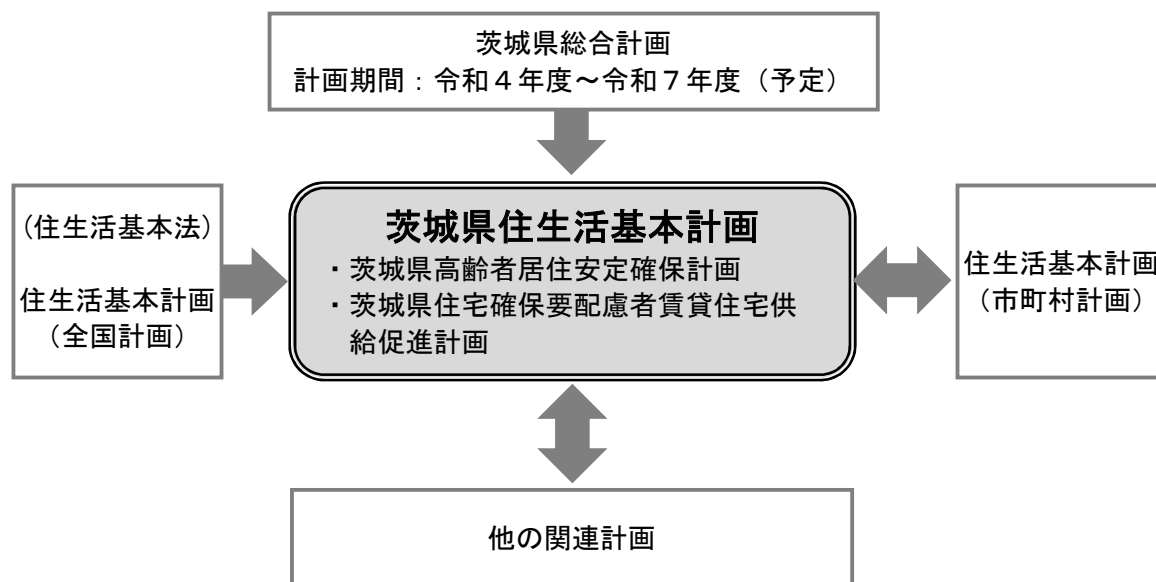 茨城県総合計画
計画期間：令和４年度～令和７年度（予定）
（住生活基本法）
住生活基本計画
（全国計画）
茨城県住生活基本計画
・茨城県高齢者居住安定確保計画
・茨城県住宅確保要配慮者賃貸住宅供
給促進計画
住生活基本計画
（市町村計画）
他の関連計画